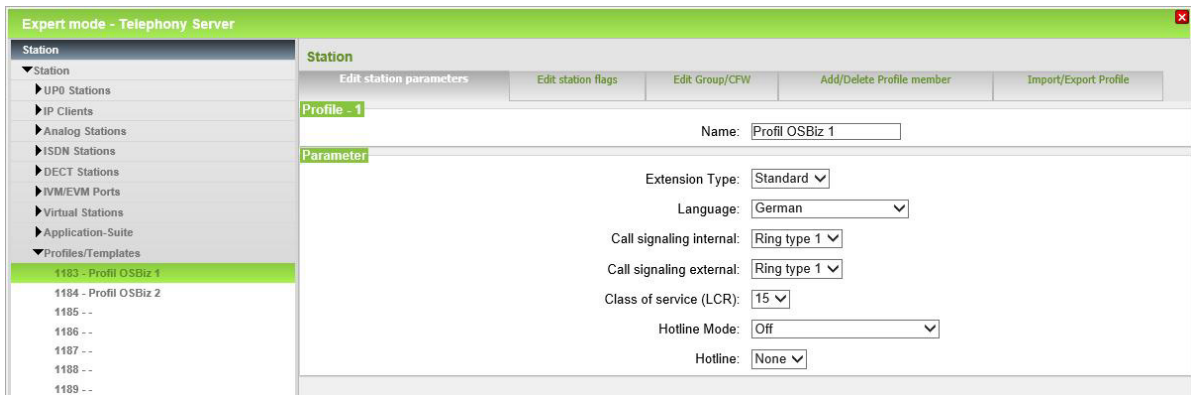 Expert mode - Telephony Server
Station
Station
UP0 Stations
IP Clients
Analog Stations
ISDN Stations
DECT Stations
IVM/EVM Ports
Virtual Stations
Application-Suite
Profiles/Templates
1183 - Profil OSBiz 1
1184 - Profil OSBiz 2
1185 - -
1186 - -
1187 - -
1188 - -
1189 - -
Station
Edit station parameters Edit station flags Edit Group/CFW Add/Delete Profile member Import/Export Profile
Profile - 1
Name: Profil OSBiz 1
Parameter
Extension Type: Standard
Language: German
Call signaling internal: Ring type 1
Call signaling external: Ring type 1
Class of service (LCR): 15
Hotline Mode: Off
Hotline: None